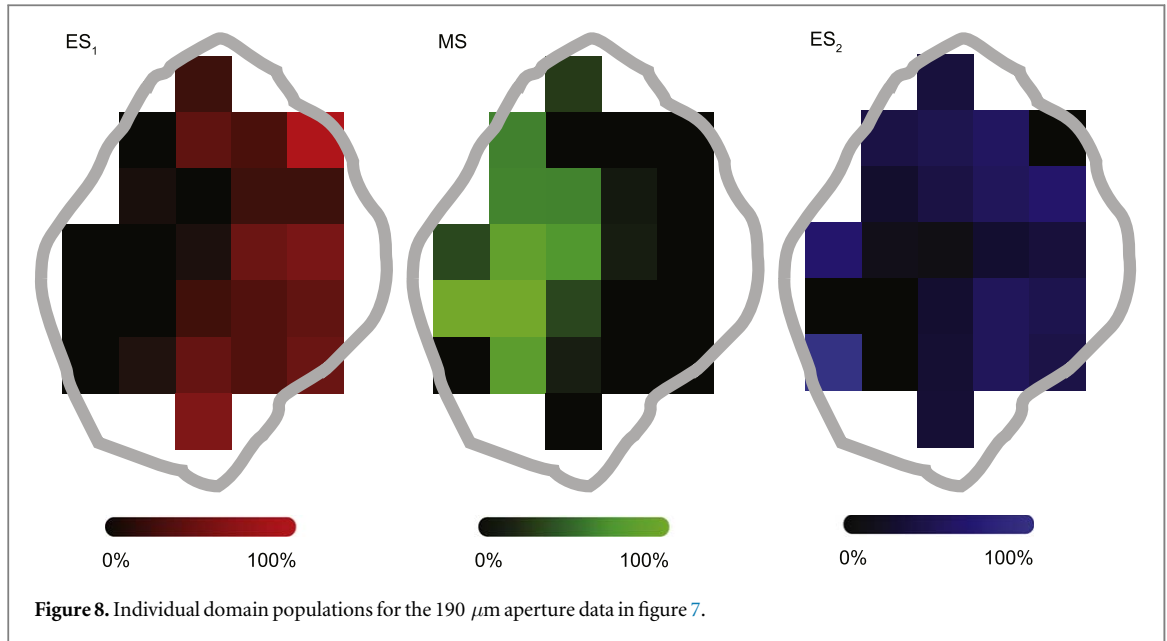 ES1 MS ES2
0% 100% 0% 100% 0% 100%
Figure 8. Individual domain populations for the 190 μm aperture data in figure 7.